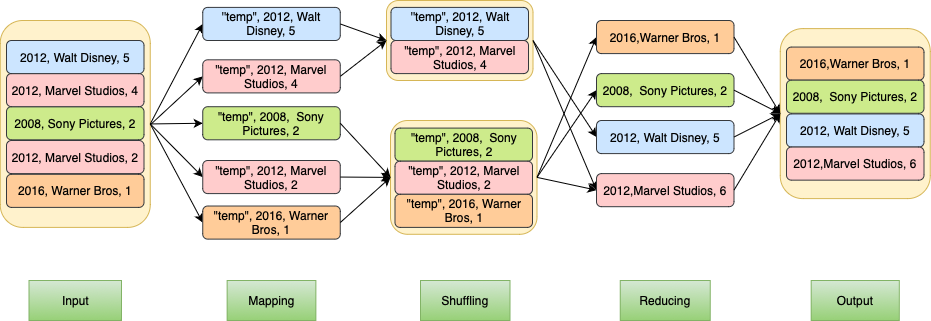 2012, Walt Disney, 5
2012, Marvel Studios, 4
2008, Sony Pictures, 2
2012, Marvel Studios, 2
2016, Warner Bros, 1
"temp", 2012, Walt
Disney, 5
"temp", 2012, Marvel
Studios, 4
"temp", 2008, Sony
Pictures, 2
"temp", 2012, Marvel
Studios, 2
"temp", 2016, Warner
Bros, 1
"temp", 2012, Walt
Disney, 5
"temp", 2012, Marvel
Studios, 4
"temp", 2008, Sony
Pictures, 2
"temp", 2012, Marvel
Studios, 2
"temp", 2016, Warner
Bros, 1
2016,Warner Bros, 1
2008, Sony Pictures, 2
2012, Walt Disney, 5
2012,Marvel Studios, 6
2016,Warner Bros, 1
2008, Sony Pictures, 2
2012, Walt Disney, 5
2012,Marvel Studios, 6
Input
Mapping
Shuffling
Reducing
Output